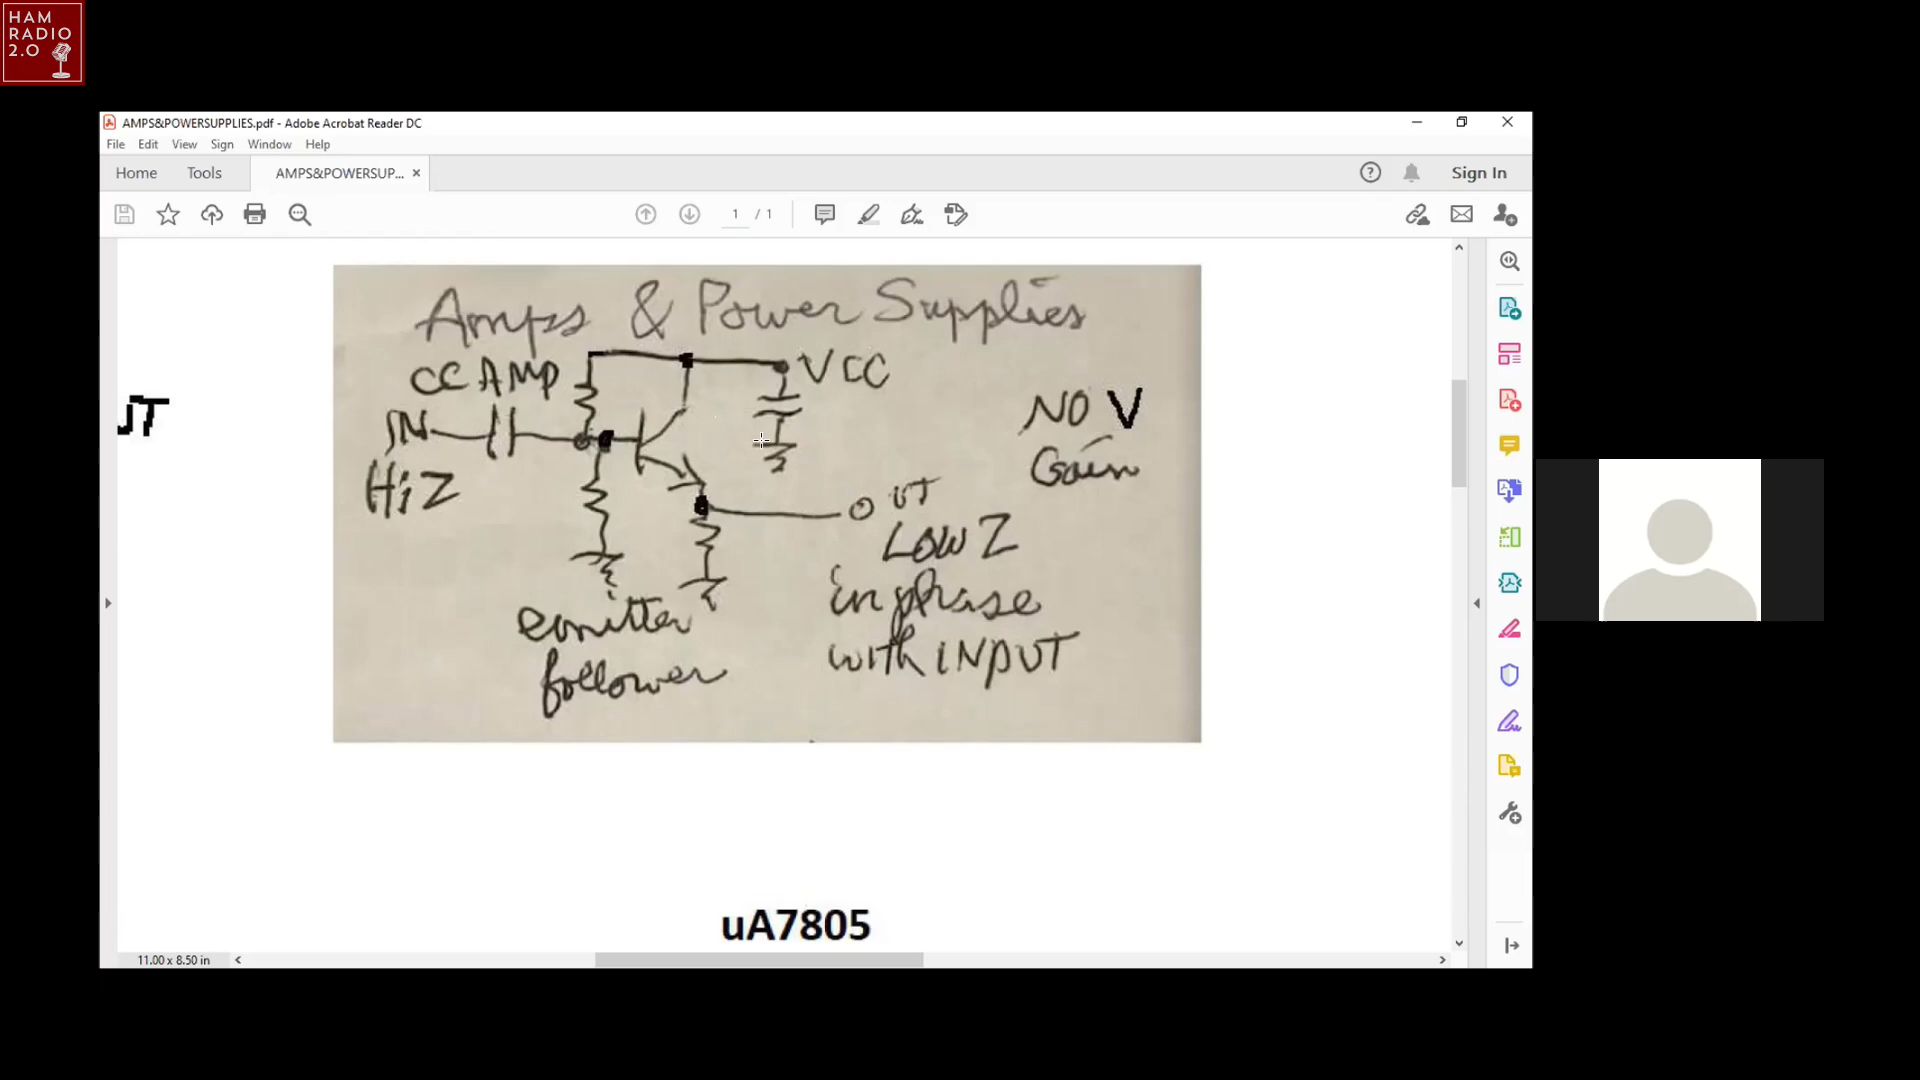 HAM
RADIO
2.0
AMPS&POWERSUPPLIES.pdf - Adobe Acrobat Reader DC
File Edit View Sign Window Help
Home Tools AMPS&POWERSUP... × Sign In
1 / 1
Amps & Power Supplies
CC AMP
VCC
IN
Hi Z
NO V
Gain
UT
UT
LOW Z
in phase
with INPUT
emitter
follower
uA7805
11.00 x 8.50 in